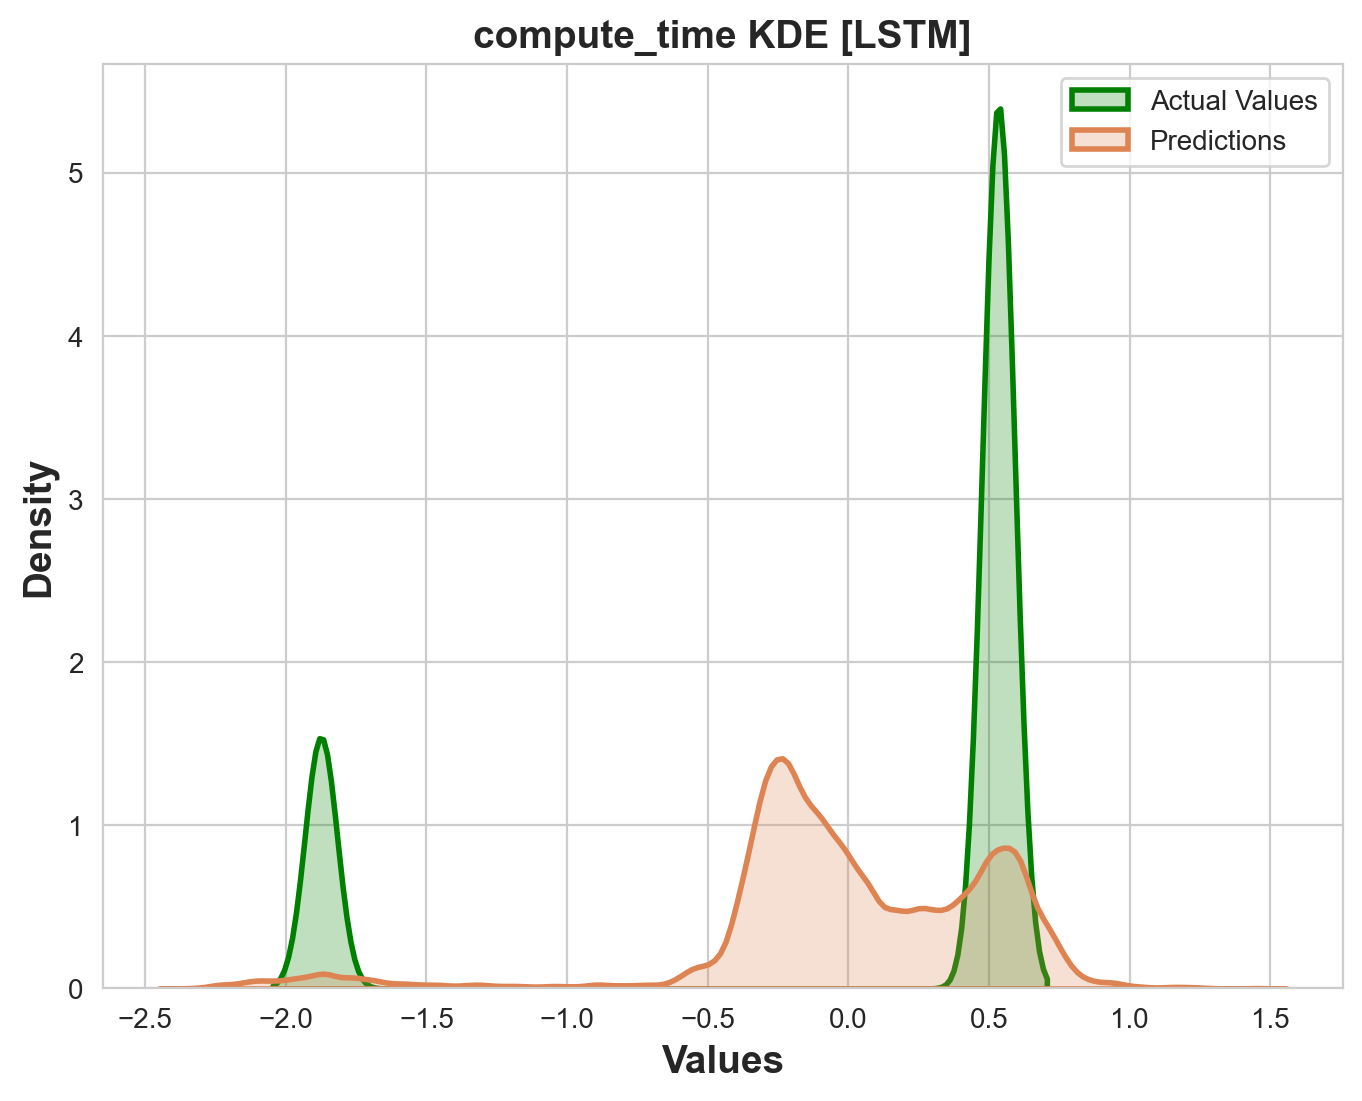 compute_time KDE [LSTM]
Actual Values
Predictions
Density
5
4
3
2
1
0
−2.5 −2.0 −1.5 −1.0 −0.5 0.0 0.5 1.0 1.5
Values